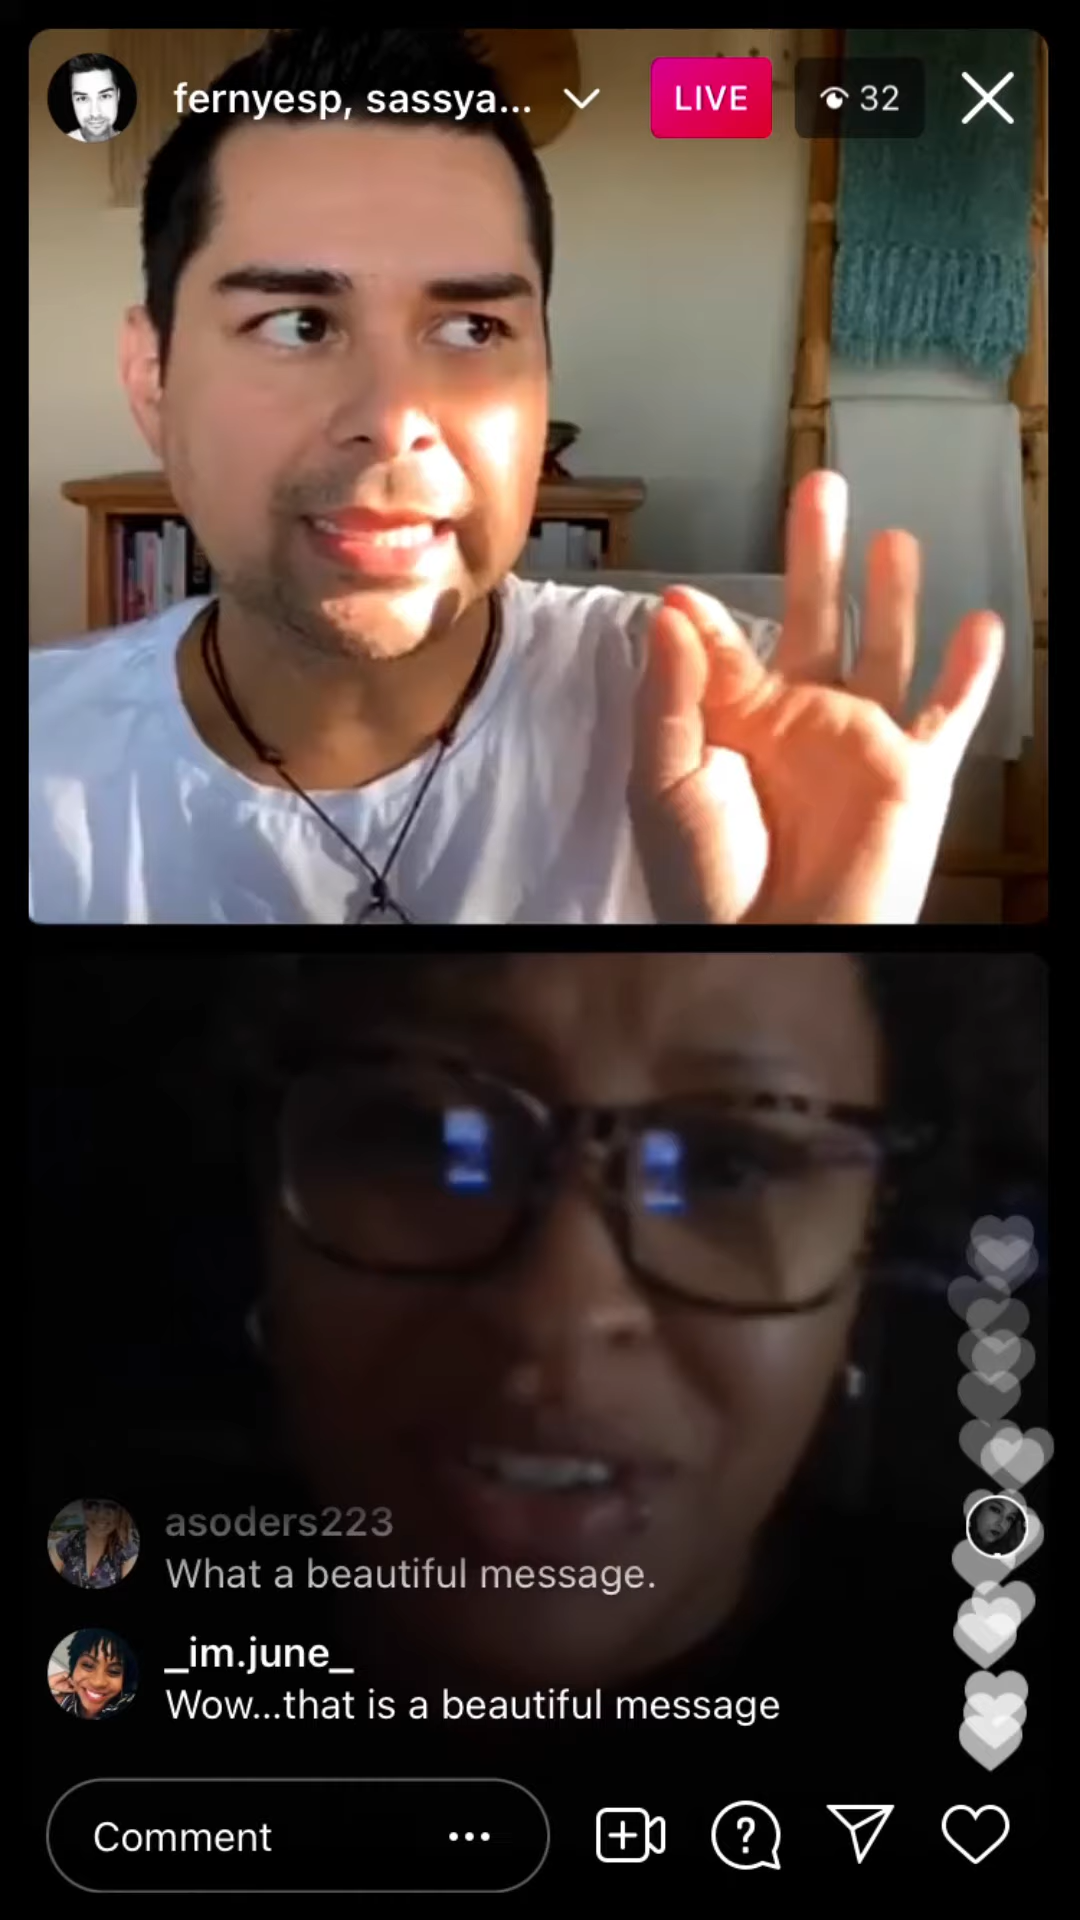 fernyesp, sassya...
LIVE
32
asoders223
What a beautiful message.
_im.june_
Wow...that is a beautiful message
Comment